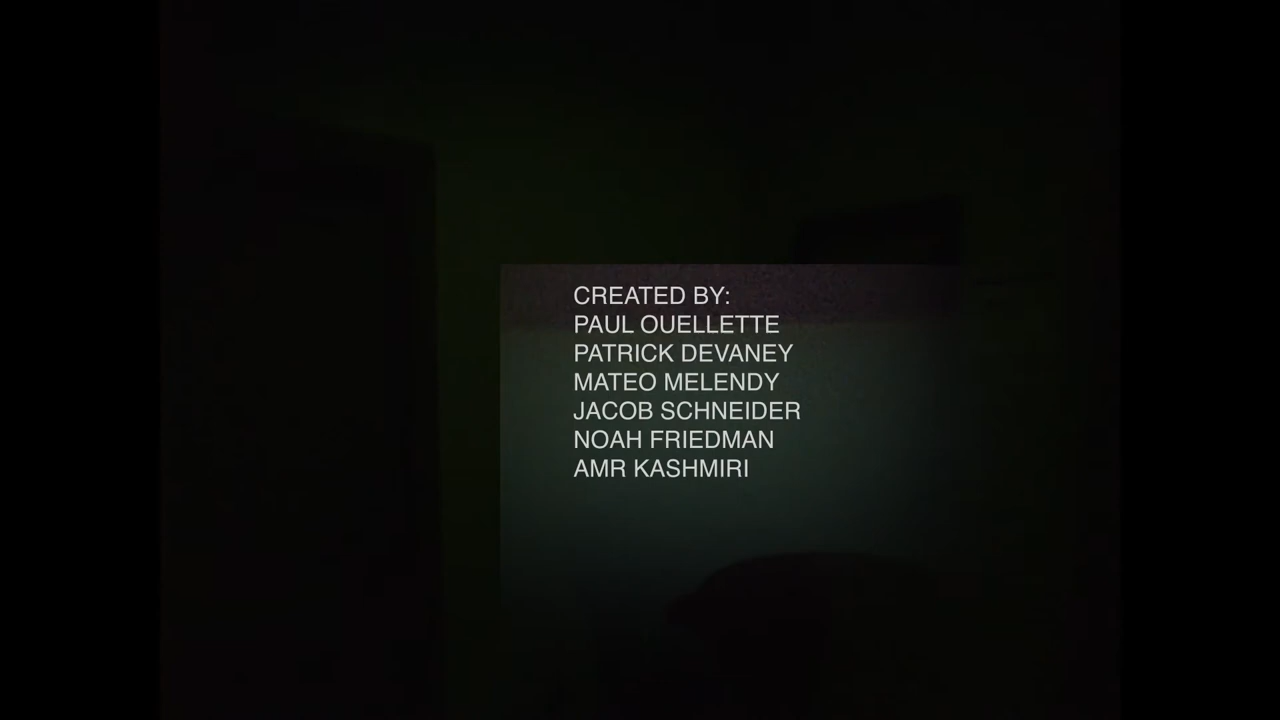 CREATED BY:
PAUL OUELLETTE
PATRICK DEVANEY
MATEO MELENDY
JACOB SCHNEIDER
NOAH FRIEDMAN
AMR KASHMIRI